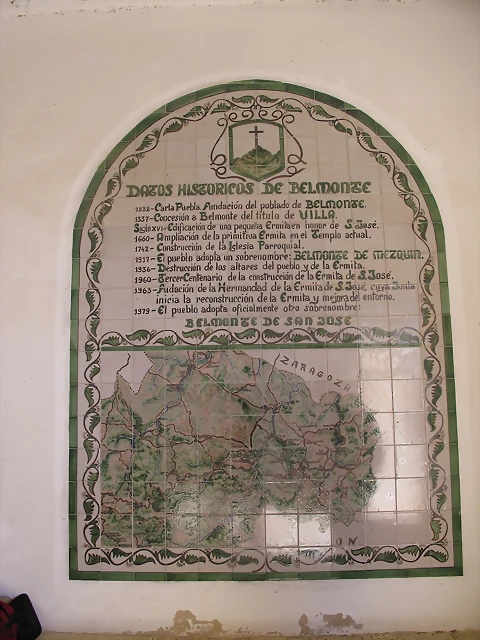 DATOS HISTORICOS DE BELMONTE
1232-Carta Puebla. Fundación del poblado de BELMONTE.
1337-Concesión a Belmonte del título de VILLA.
Siglo XVI-Edificación de una pequeña Ermita en honor de S. José.
1660-Ampliación de la primitiva Ermita en el Templo actual.
1742-Construcción de la Iglesia Parroquial.
1917-El pueblo adopta un sobrenombre: BELMONTE DE MEZQUIN.
1936-Destrucción de los altares del pueblo y de la Ermita.
1960-Tercer Centenario de la construcción de la Ermita de S. José.
1963-Fudación de la Hermandad de la Ermita de S. José, cuya Junta
inicia la reconstrucción de la Ermita y mejora del entorno.
1979-El pueblo adopta oficialmente otro sobrenombre:
BELMONTE DE SAN JOSE
ZARAGOZA
ON